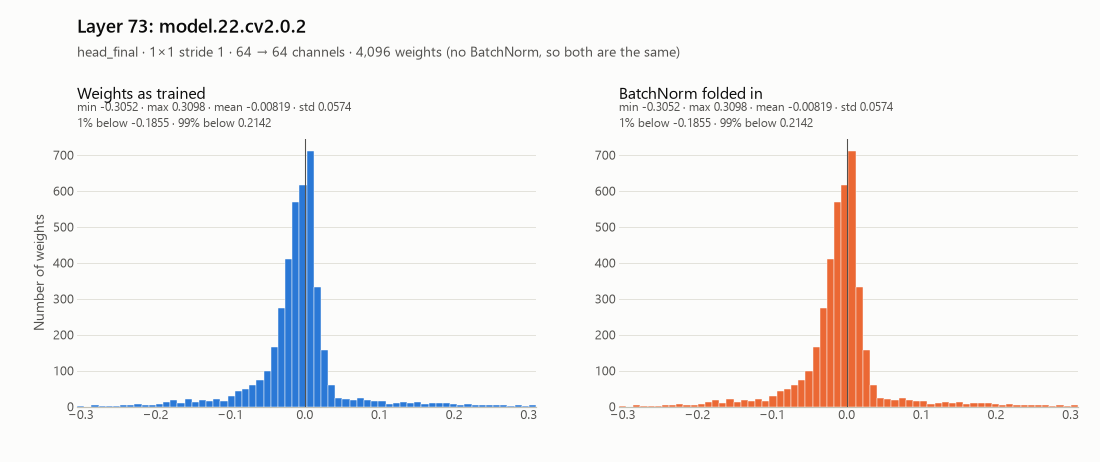 Layer 73: model.22.cv2.0.2
head_final · 1×1 stride 1 · 64 → 64 channels · 4,096 weights (no BatchNorm, so both are the same)
Weights as trained
min -0.3052 · max 0.3098 · mean -0.00819 · std 0.0574
1% below -0.1855 · 99% below 0.2142
Number of weights
700
600
500
400
300
200
100
0
−0.3 −0.2 −0.1 0.0 0.1 0.2 0.3
BatchNorm folded in
min -0.3052 · max 0.3098 · mean -0.00819 · std 0.0574
1% below -0.1855 · 99% below 0.2142
700
600
500
400
300
200
100
0
−0.3 −0.2 −0.1 0.0 0.1 0.2 0.3